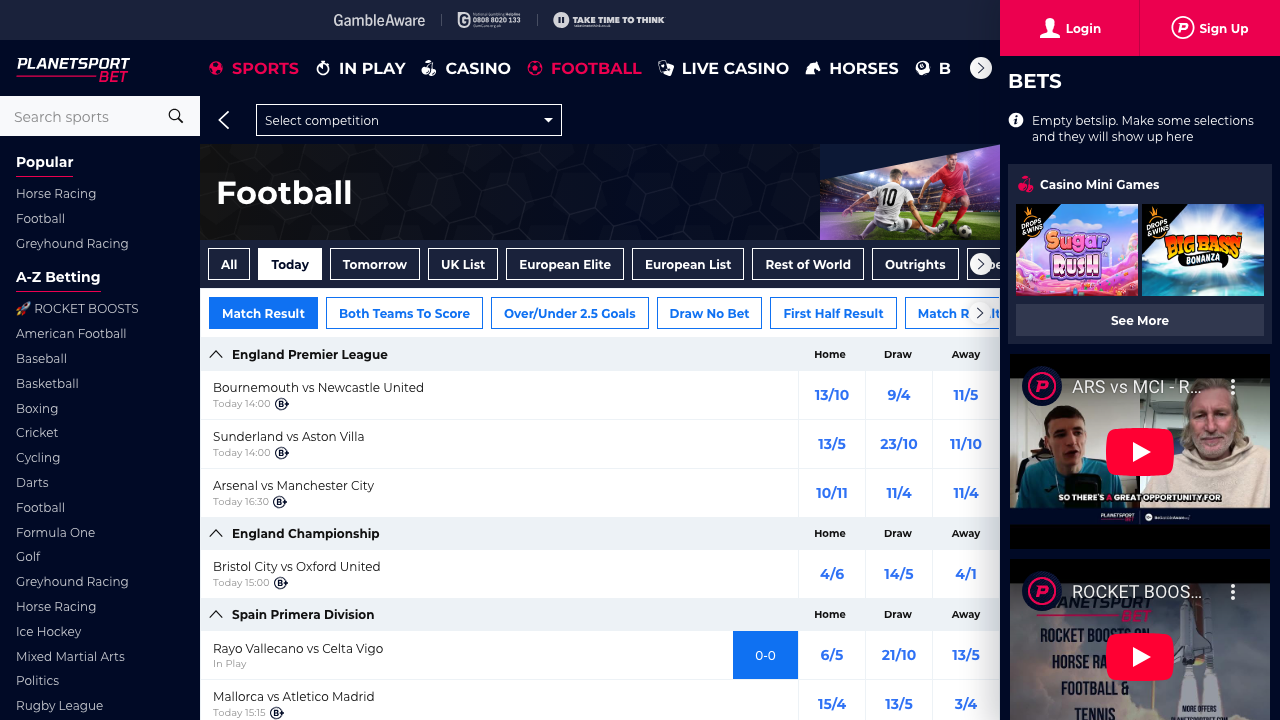 GambleAware
0808 8020 133
TAKE TIME TO THINK
Login
Sign Up
PLANETSPORT
BET
SPORTS
IN PLAY
CASINO
FOOTBALL
LIVE CASINO
HORSES
B
BETS
Empty betslip. Make some selections
and they will show up here
Search sports
Select competition
Popular
Horse Racing
Football
Greyhound Racing
A-Z Betting
🚀 ROCKET BOOSTS
American Football
Baseball
Basketball
Boxing
Cricket
Cycling
Darts
Football
Formula One
Golf
Greyhound Racing
Horse Racing
Ice Hockey
Mixed Martial Arts
Politics
Rugby League
Football
10
All
Today
Tomorrow
UK List
European Elite
European List
Rest of World
Outrights
Match Result
Both Teams To Score
Over/Under 2.5 Goals
Draw No Bet
First Half Result
England Premier League Home Draw Away
Bournemouth vs Newcastle United
Today 14:00
13/10 9/4 11/5
Sunderland vs Aston Villa
Today 14:00
13/5 23/10 11/10
Arsenal vs Manchester City
Today 16:30
10/11 11/4 11/4
England Championship Home Draw Away
Bristol City vs Oxford United
Today 15:00
4/6 14/5 4/1
Spain Primera Division Home Draw Away
Rayo Vallecano vs Celta Vigo
In Play
0-0 6/5 21/10 13/5
Mallorca vs Atletico Madrid
Today 15:15
15/4 13/5 3/4
Casino Mini Games
DROPS
&WINS
Sugar
RUSH
DROPS
&WINS
BIG BASS
BONANZA
See More
ARS vs MCI - R...
SO THERE'S A GREAT OPPORTUNITY FOR
PLANETSPORT
BET
ROCKET BOOS...
PLANETSPORT
BET
ROCKET BOOSTS ON
HORSE RA
FOOTBALL &
TENNIS
MORE OFFERS